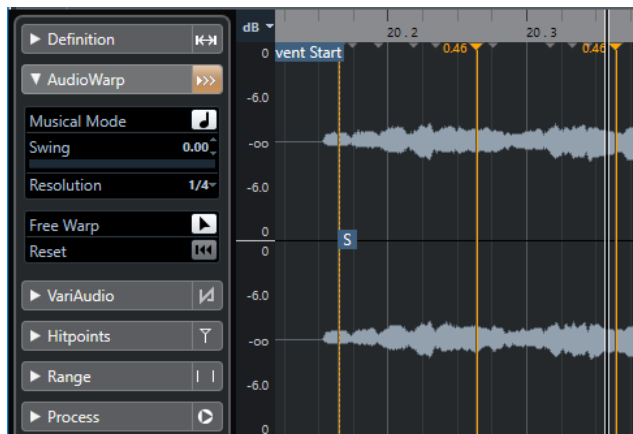 Definition
AudioWarp
Musical Mode
Swing 0.00
Resolution 1/4
Free Warp
Reset
VariAudio
Hitpoints
Range
Process
dB
20.2 20.3
0 vent Start 0.46 0.46
-6.0
-∞
-6.0
0
S
0
-6.0
-∞
-6.0
0